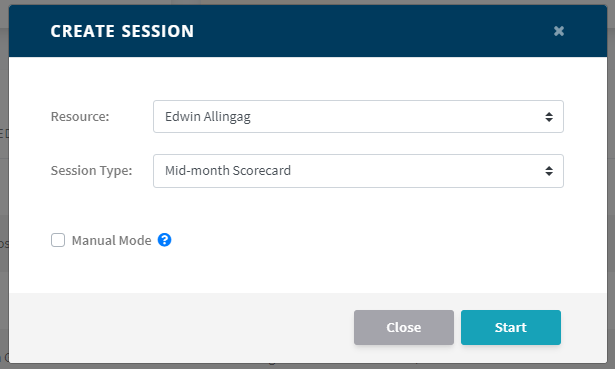 CREATE SESSION
Resource: Edwin Allingag
Session Type: Mid-month Scorecard
Manual Mode
Close Start